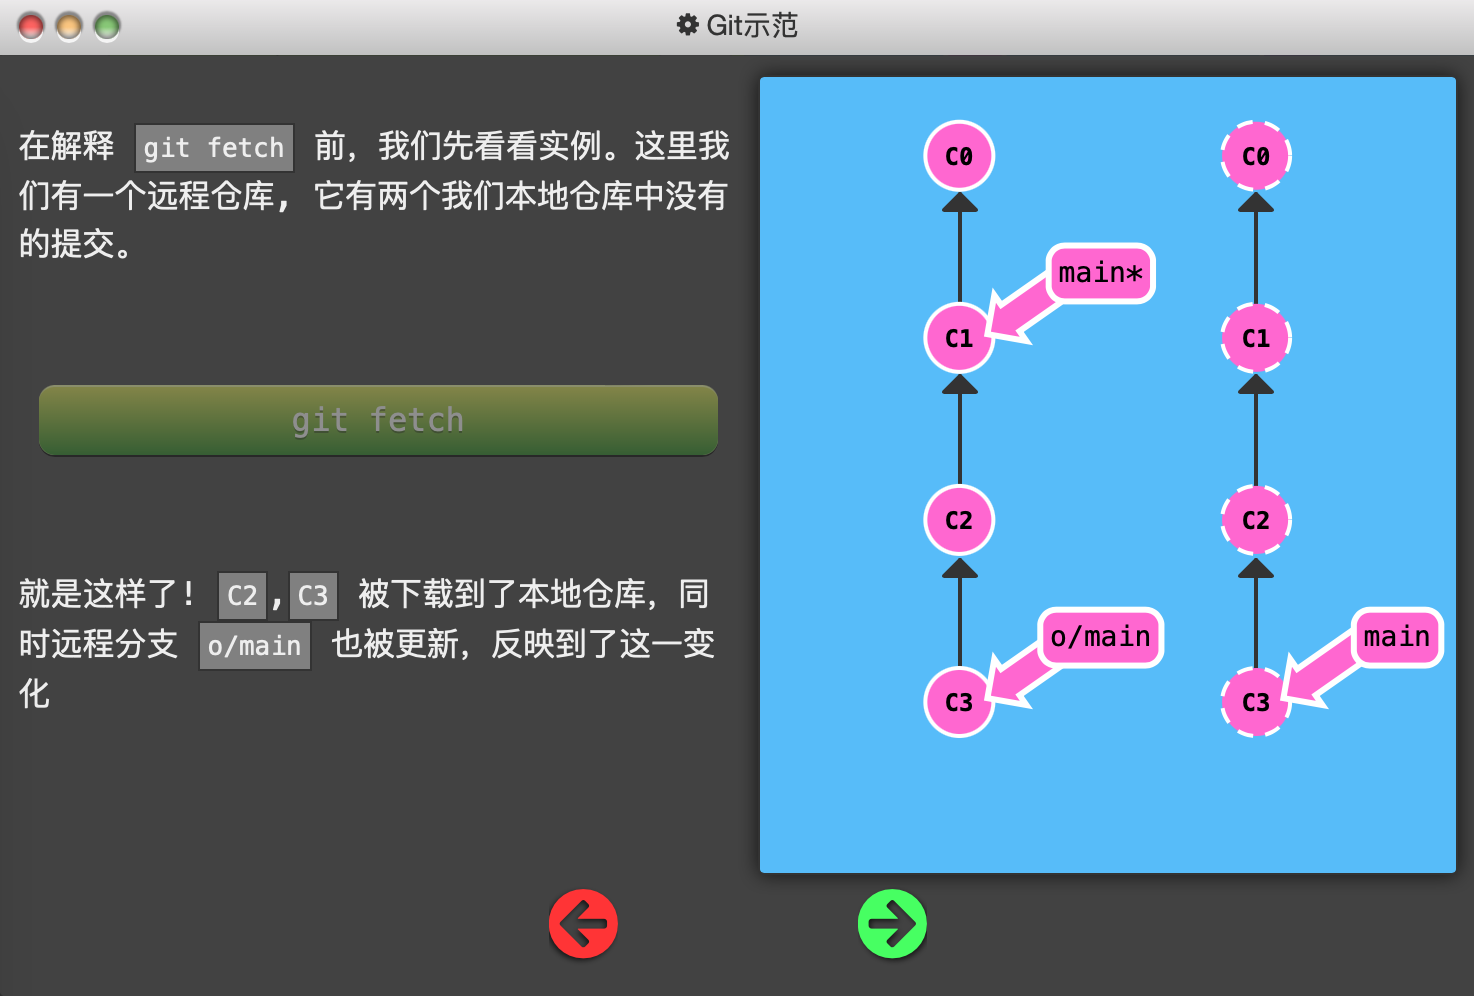 Git示范
在解释 git fetch 前，我们先看看实例。这里我
们有一个远程仓库, 它有两个我们本地仓库中没有
的提交。
git fetch
就是这样了! C2,C3 被下载到了本地仓库，同
时远程分支 o/main 也被更新，反映到了这一变
化
C0
C0
main*
C1
C1
C2
C2
o/main
main
C3
C3